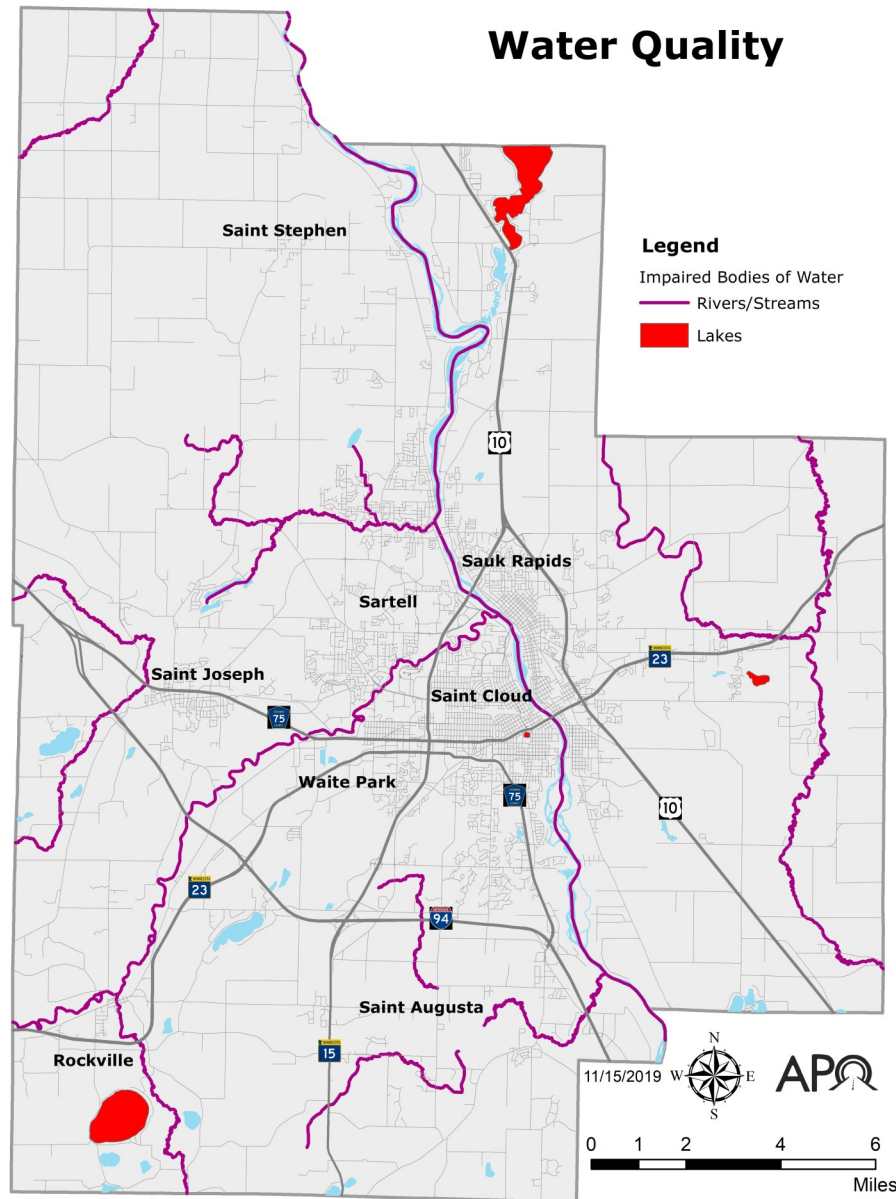 Water Quality
Saint Stephen
Legend
Impaired Bodies of Water
Rivers/Streams
Lakes
10
Sauk Rapids
Sartell
23
Saint Joseph
Saint Cloud
75
Waite Park
75
10
23
94
Saint Augusta
Rockville
15
11/15/2019
N
W
E
S
APO
0 1 2 4 6
Miles